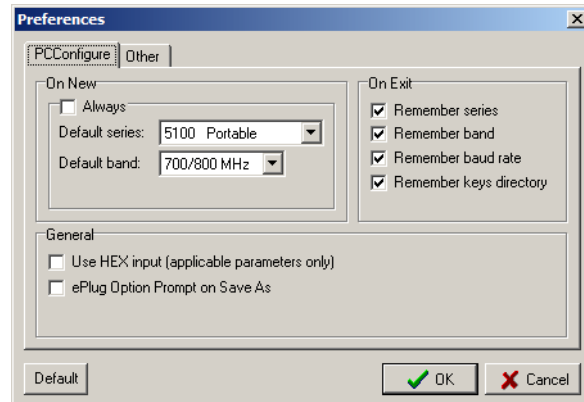 Preferences
PCConfigure Other
On New
Always
Default series: 5100 Portable
Default band: 700/800 MHz
On Exit
Remember series
Remember band
Remember baud rate
Remember keys directory
General
Use HEX input (applicable parameters only)
ePlug Option Prompt on Save As
Default OK Cancel